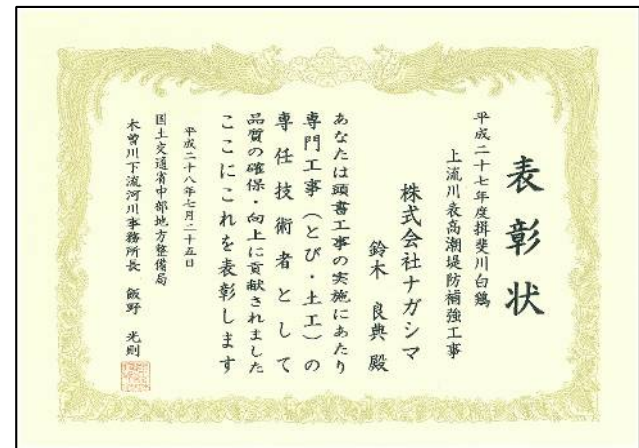 表彰状
平成二十七年度揖斐川白鶏
上流川表高潮堤防補強工事
株式会社ナガシマ
鈴木 良典 殿
あなたは頭書工事の実施にあたり
専門工事（とび・土工）の
専任技術者として
品質の確保・向上に貢献されました
ここにこれを表彰します
平成二十八年七月二十五日
国土交通省中部地方整備局
木曽川下流河川事務所長 飯野 光則